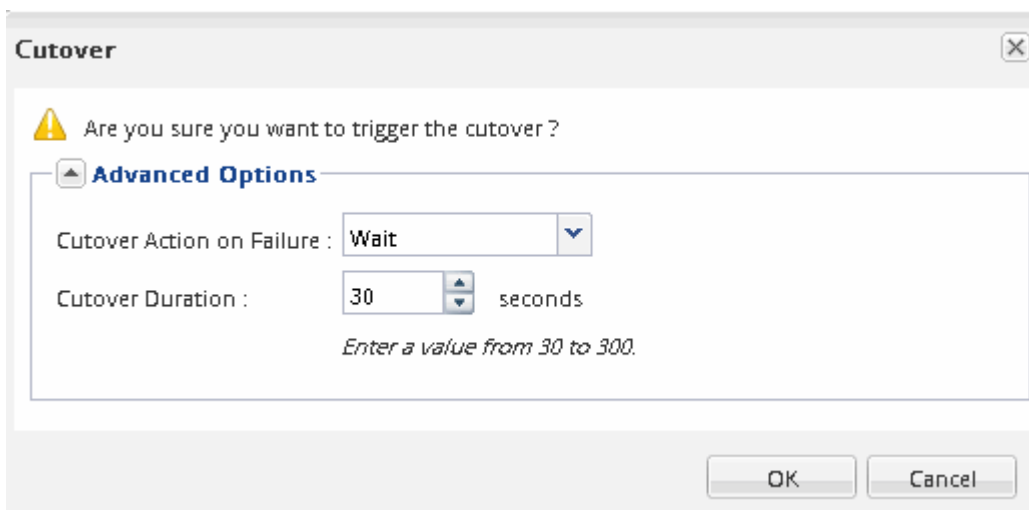 Cutover
Are you sure you want to trigger the cutover ?
Advanced Options
Cutover Action on Failure : Wait
Cutover Duration : 30 seconds
Enter a value from 30 to 300.
OK Cancel